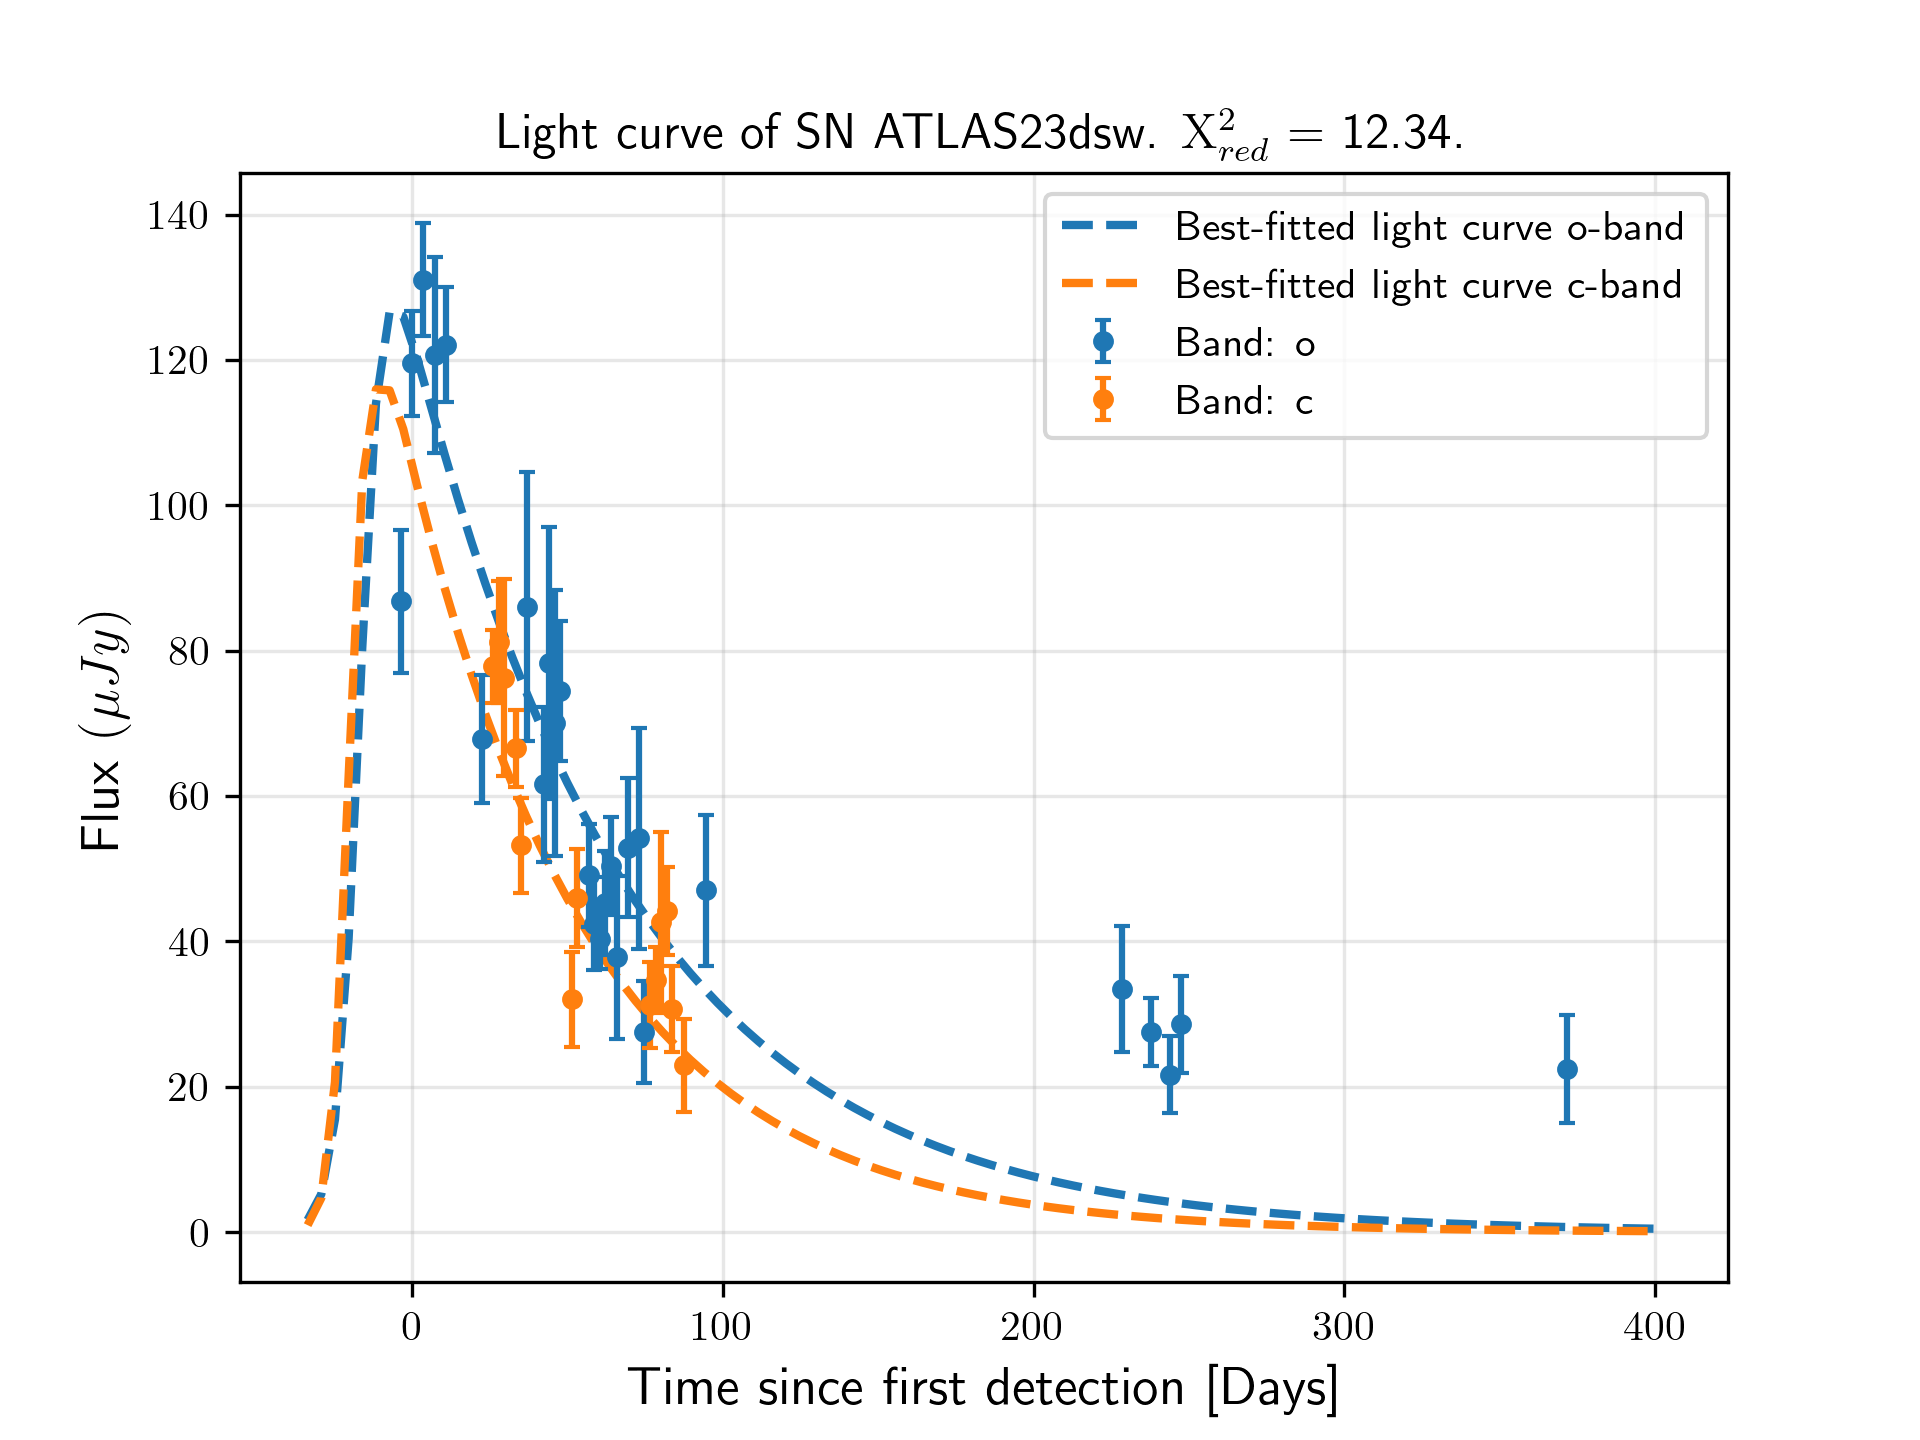 Light curve of SN ATLAS23dsw. X²_red = 12.34.
Best-fitted light curve o-band
Best-fitted light curve c-band
Band: o
Band: c
Flux (μJy)
140
120
100
80
60
40
20
0
0 100 200 300 400
Time since first detection [Days]